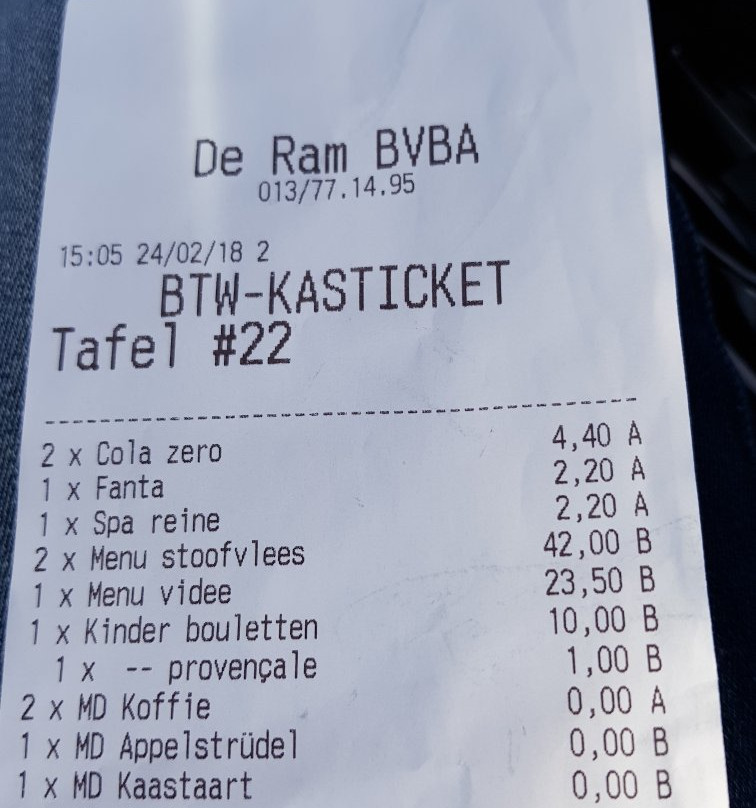 De Ram BVBA
013/77.14.95
15:05 24/02/18 2
BTW-KASTICKET
Tafel #22
2 x Cola zero 4,40 A
1 x Fanta 2,20 A
1 x Spa reine 2,20 A
2 x Menu stoofvlees 42,00 B
1 x Menu videe 23,50 B
1 x Kinder bouletten 10,00 B
1 x -- provençale 1,00 B
2 x MD Koffie 0,00 A
1 x MD Appelstrüdel 0,00 B
1 x MD Kaastaart 0,00 B